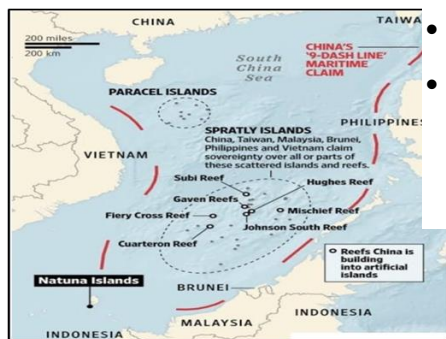 CHINA
TAIWA
200 miles
200 km
South
China
Sea
CHINA'S
'9-DASH LINE'
MARITIME
CLAIM
PARACEL ISLANDS
SPRATLY ISLANDS
China, Taiwan, Malaysia, Brunei,
Philippines and Vietnam claim
sovereignty over all or parts of
these scattered islands and reefs.
PHILIPPINES
VIETNAM
Subi Reef
Hughes Reef
Gaven Reefs
Fiery Cross Reef
Mischief Reef
Cuarteron Reef
Johnson South Reef
Reefs China is
building
into artificial
islands
Natuna Islands
BRUNEI
MALAYSIA
INDONESIA
INDONESIA